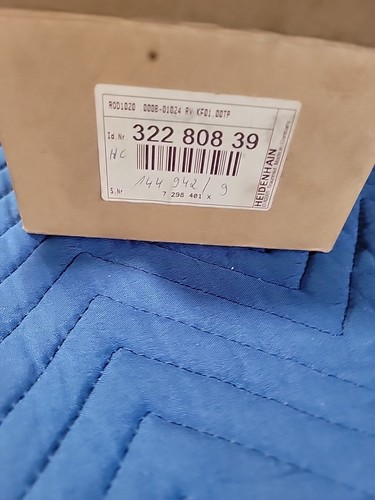 ROD1020 000B-01024 RV KF01,00TP
Id.Nr 322 808 39
HC
144 942 / 9
S.Nr 7 298 401 X
HEIDENHAIN